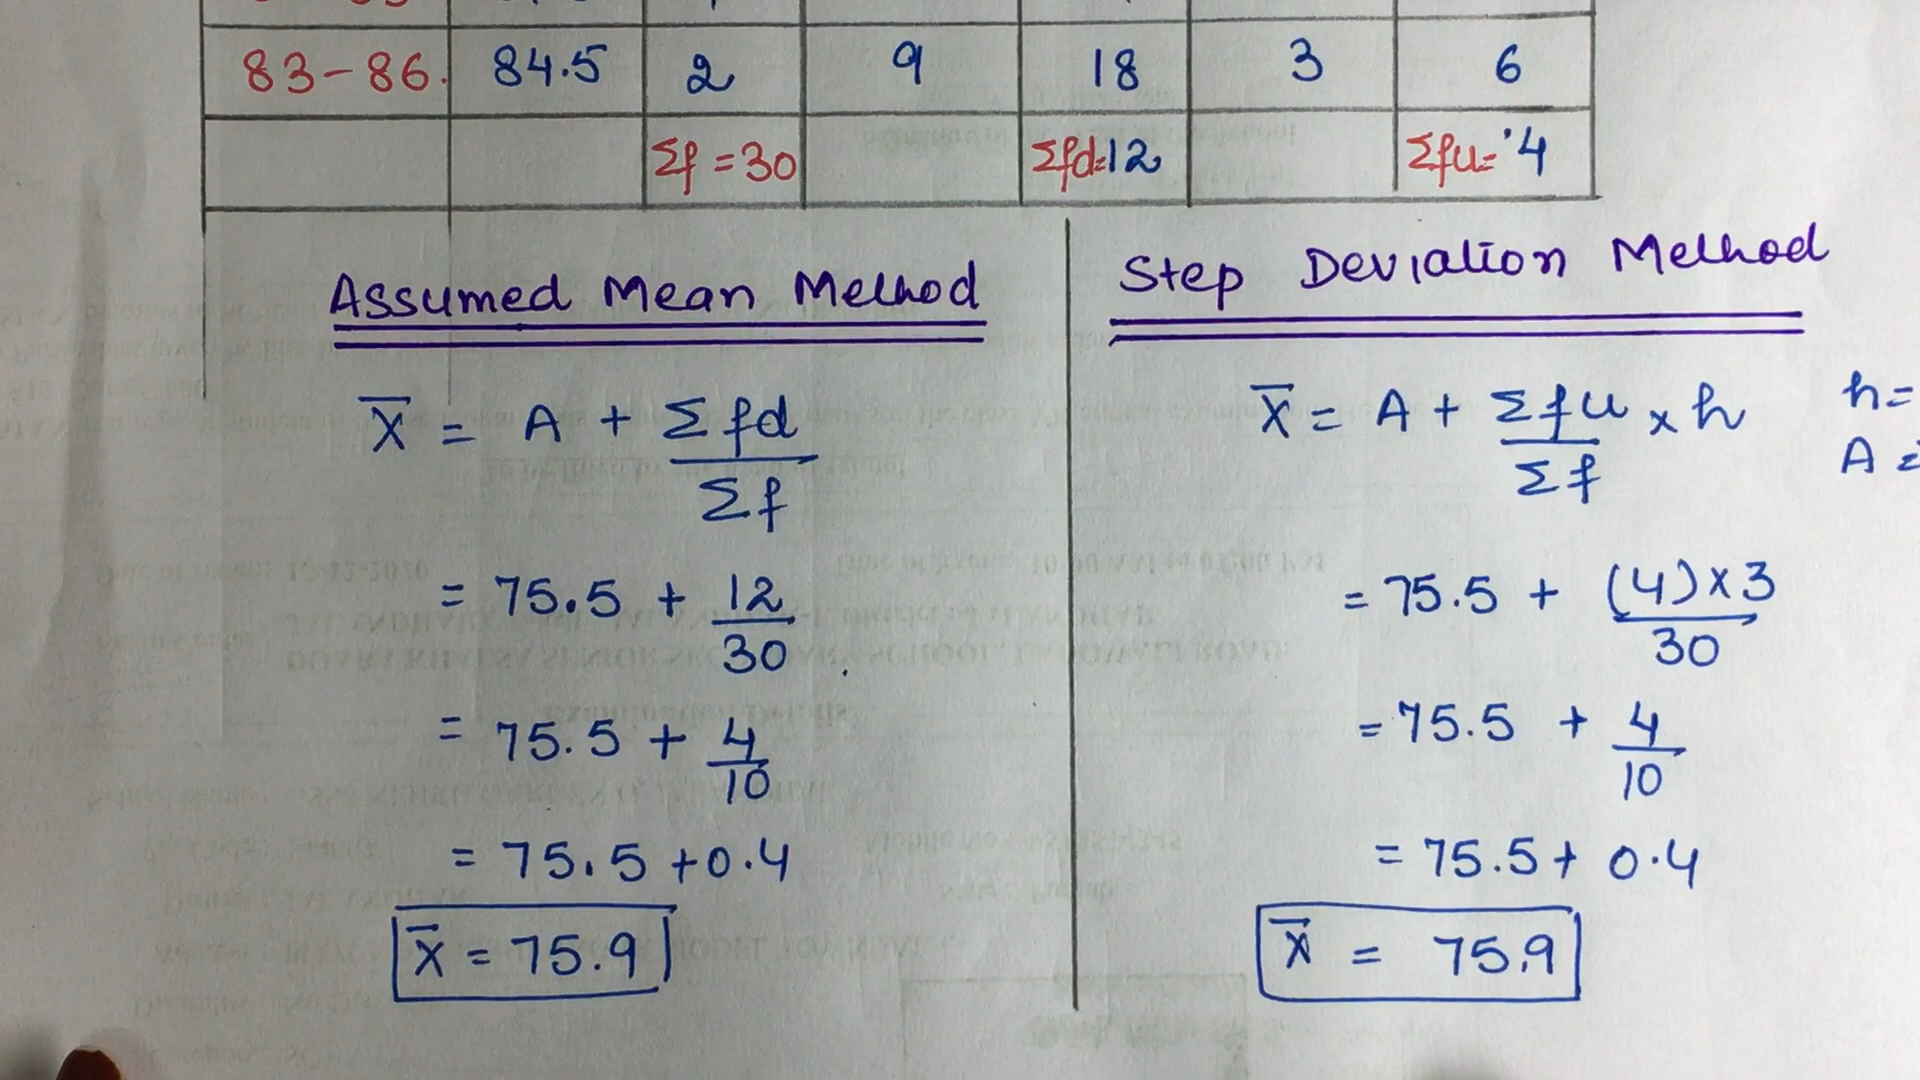 83-86. 84.5 2 9 18 3 6
Σf = 30 Σfd=12 Σfu= 4
Assumed Mean Method
x̄ = A + Σfd
Σf
= 75.5 + 12
30
= 75.5 + 4
10
= 75.5 + 0.4
x̄ = 75.9
Step Deviation Method
x̄ = A + Σfu × h
Σf
h=
A =
= 75.5 + (4)×3
30
= 75.5 + 4
10
= 75.5 + 0.4
x̄ = 75.9